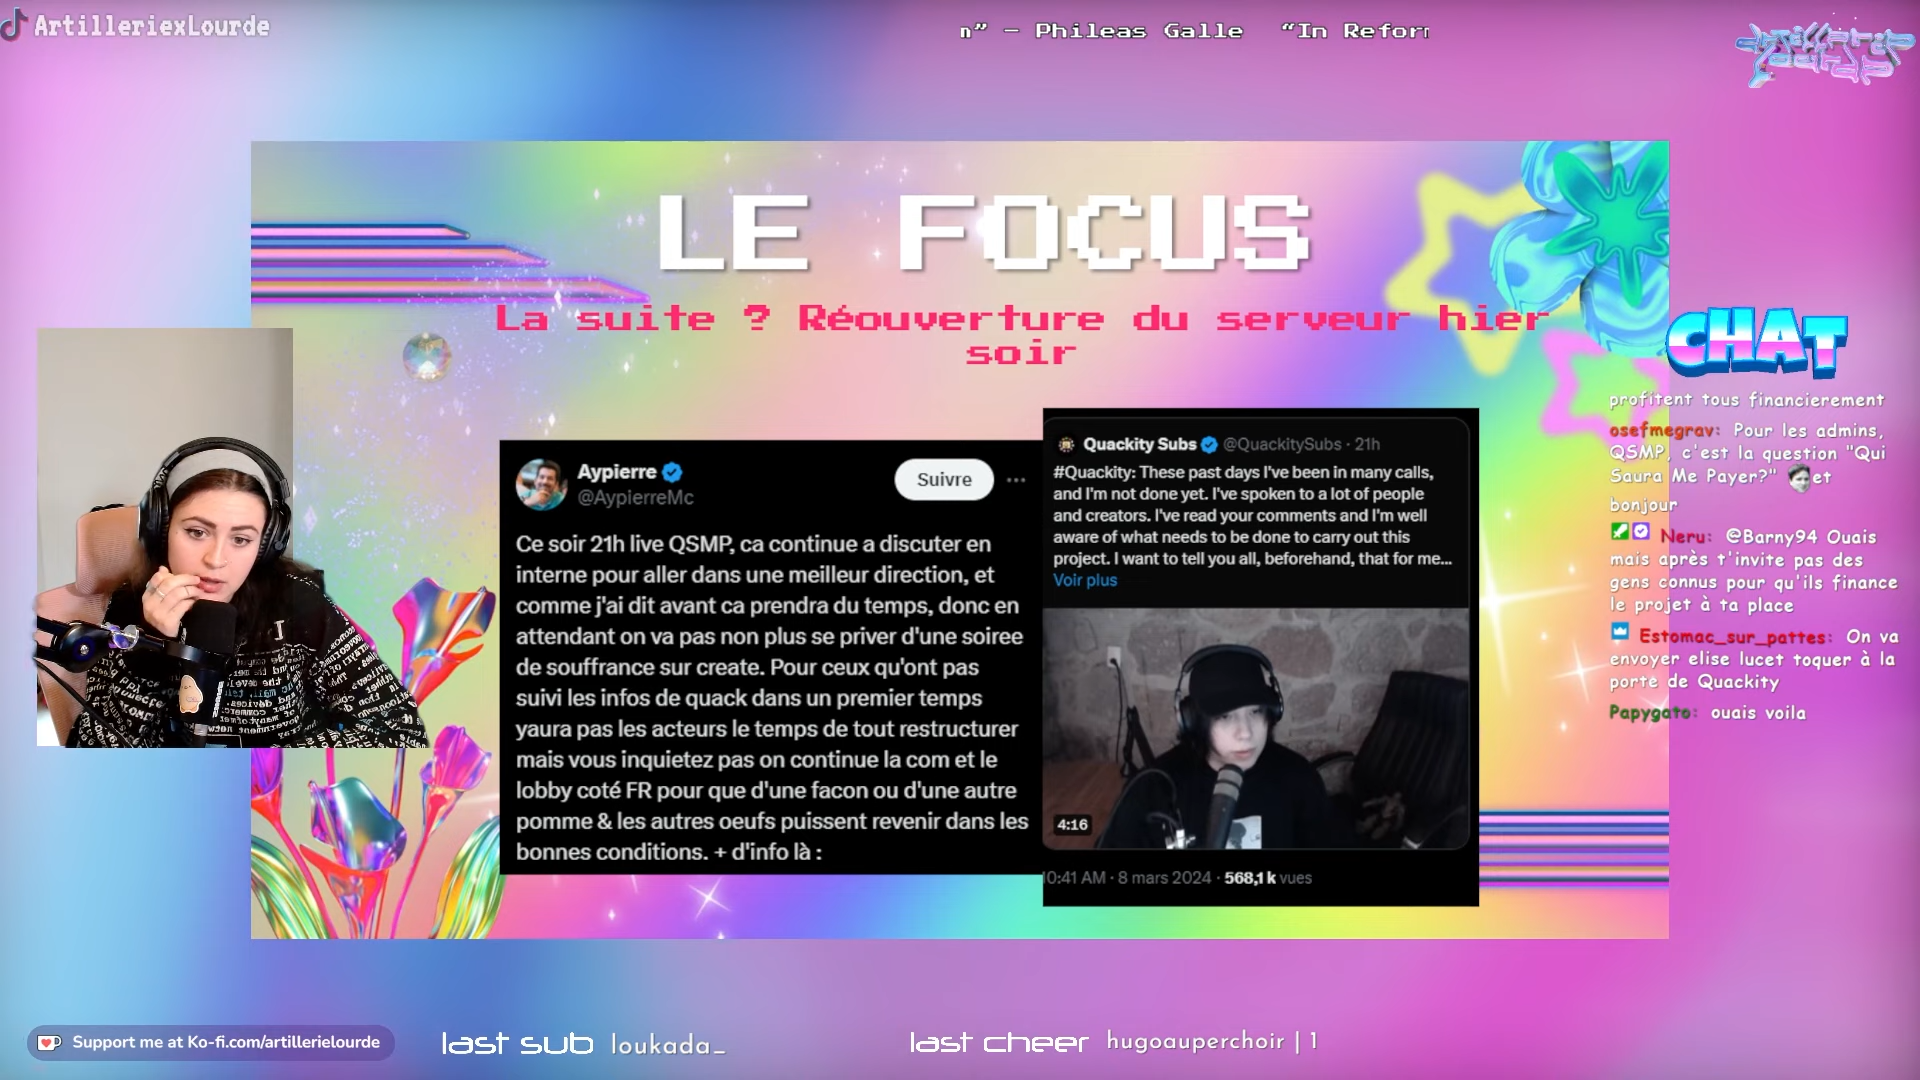 ArtilleriexLourde
n” — Phileas Galle “In Refor
LE FOCUS
La suite ? Réouverture du serveur hier
soir
Aypierre
@AypierreMc
Suivre
Ce soir 21h live QSMP, ca continue a discuter en
interne pour aller dans une meilleur direction, et
comme j'ai dit avant ca prendra du temps, donc en
attendant on va pas non plus se priver d'une soiree
de souffrance sur create. Pour ceux qu'ont pas
suivi les infos de quack dans un premier temps
yaura pas les acteurs le temps de tout restructurer
mais vous inquietez pas on continue la com et le
lobby coté FR pour que d'une facon ou d'une autre
pomme & les autres oeufs puissent revenir dans les
bonnes conditions. + d'info là :
Quackity Subs @QuackitySubs · 21h
#Quackity: These past days I've been in many calls,
and I'm not done yet. I've spoken to a lot of people
and creators. I've read your comments and I'm well
aware of what needs to be done to carry out this
project. I want to tell you all, beforehand, that for me...
Voir plus
4:16
10:41 AM · 8 mars 2024 · 568,1 k vues
CHAT
profitent tous financierement
osefmegrav: Pour les admins,
QSMP, c'est la question "Qui
Saura Me Payer?" et
bonjour
Neru: @Barny94 Ouais
mais après t'invite pas des
gens connus pour qu'ils finance
le projet à ta place
Estomac_sur_pattes: On va
envoyer elise lucet toquer à la
porte de Quackity
Papygato: ouais voila
Support me at Ko-fi.com/artillerielourde
last sub loukada_
last cheer hugoauperchoir | 1